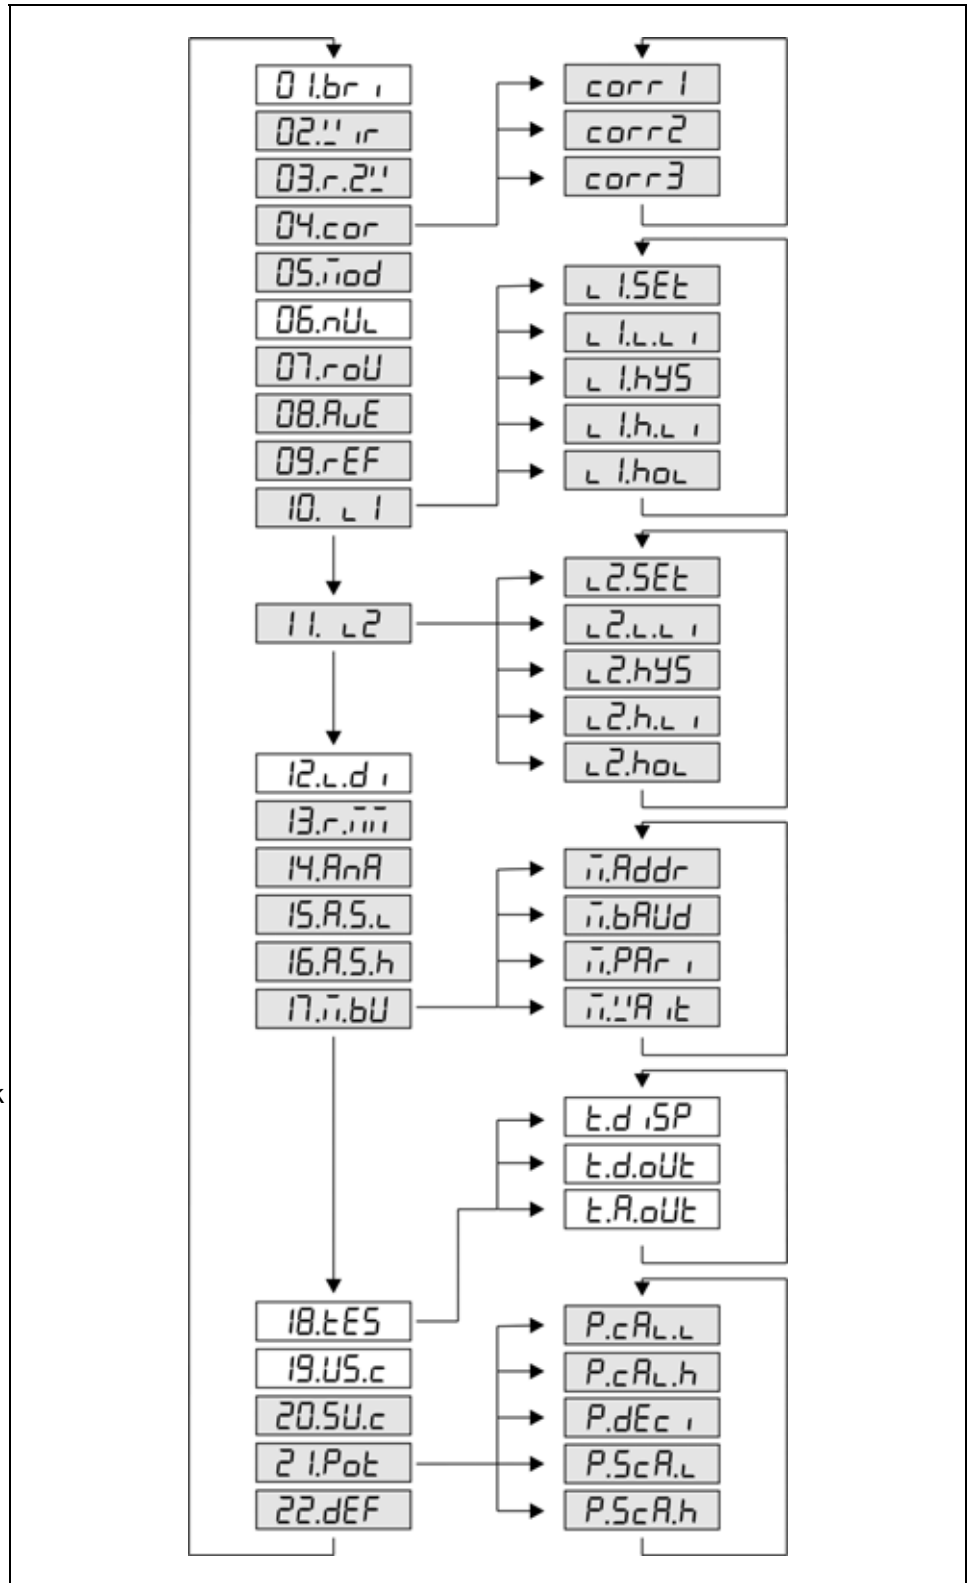 01.bri
02.Wir
03.r.2W
04.cor
05.Mod
06.nUL
07.roU
08.AvE
09.rEF
10. L1
11. L2
12.L.di
13.r.MM
14.AnA
15.A.S.L
16.A.S.h
17.M.bU
18.tES
19.US.c
20.SU.c
21.Pot
22.dEF
corr1
corr2
corr3
L1.SEt
L1.L.Li
L1.hYS
L1.h.Li
L1.hoL
L2.SEt
L2.L.Li
L2.hYS
L2.h.Li
L2.hoL
M.Addr
M.bAUd
M.PAri
M.WAit
t.diSP
t.d.oUt
t.A.oUt
P.cAL.L
P.cAL.h
P.dEci
P.ScA.L
P.ScA.h